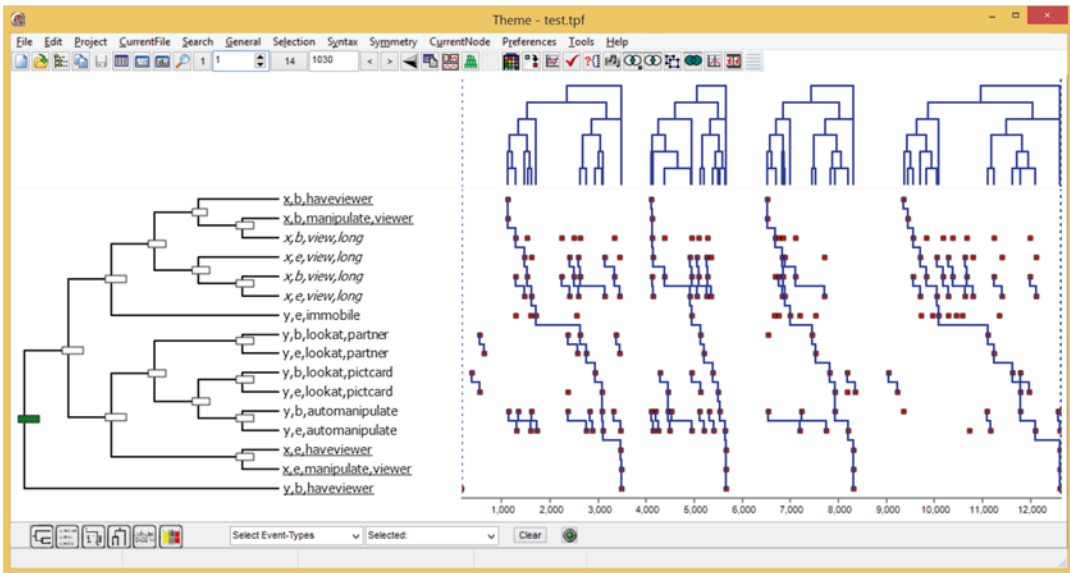 Theme - test.tpf
File Edit Project CurrentFile Search General Selection Syntax Symmetry CurrentNode Preferences Tools Help
1 1 14 1030 < >
x,b,haveviewer
x,b,manipulate,viewer
x,b,view,long
x,e,view,long
x,b,view,long
x,e,view,long
y,e,immobile
y,b,lookat,partner
y,e,lookat,partner
y,b,lookat,pictcard
y,e,lookat,pictcard
y,b,automanipulate
y,e,automanipulate
x,e,haveviewer
x,e,manipulate,viewer
y,b,haveviewer
1,000 2,000 3,000 4,000 5,000 6,000 7,000 8,000 9,000 10,000 11,000 12,000
Select Event-Types Selected: Clear